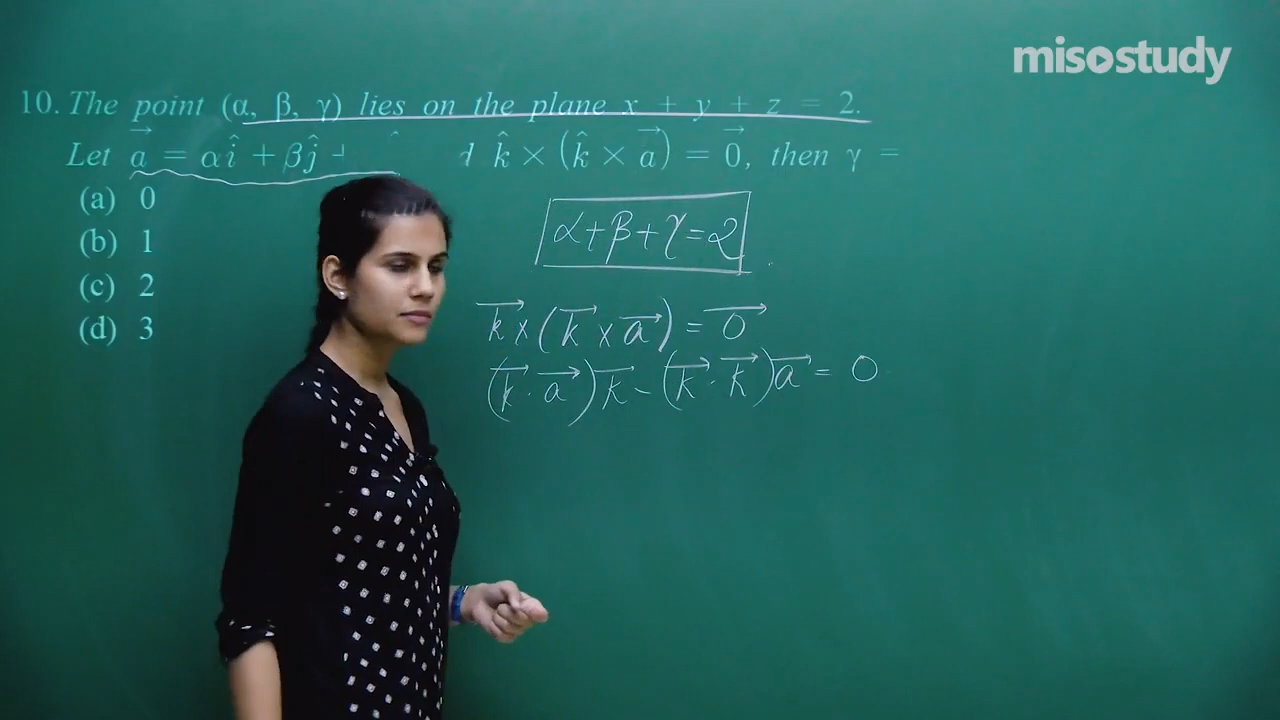 misostudy
10. The point (α, β, γ) lies on the plane x + y + z = 2.
Let a⃗ = αî + βĵ + k̂ × (k̂ × a⃗) = 0⃗, then γ =
(a) 0
(b) 1
(c) 2
(d) 3
α+β+γ=2
k⃗×(k⃗×a⃗)=0⃗
(k⃗·a⃗)k⃗-(k⃗·k⃗)a⃗=0